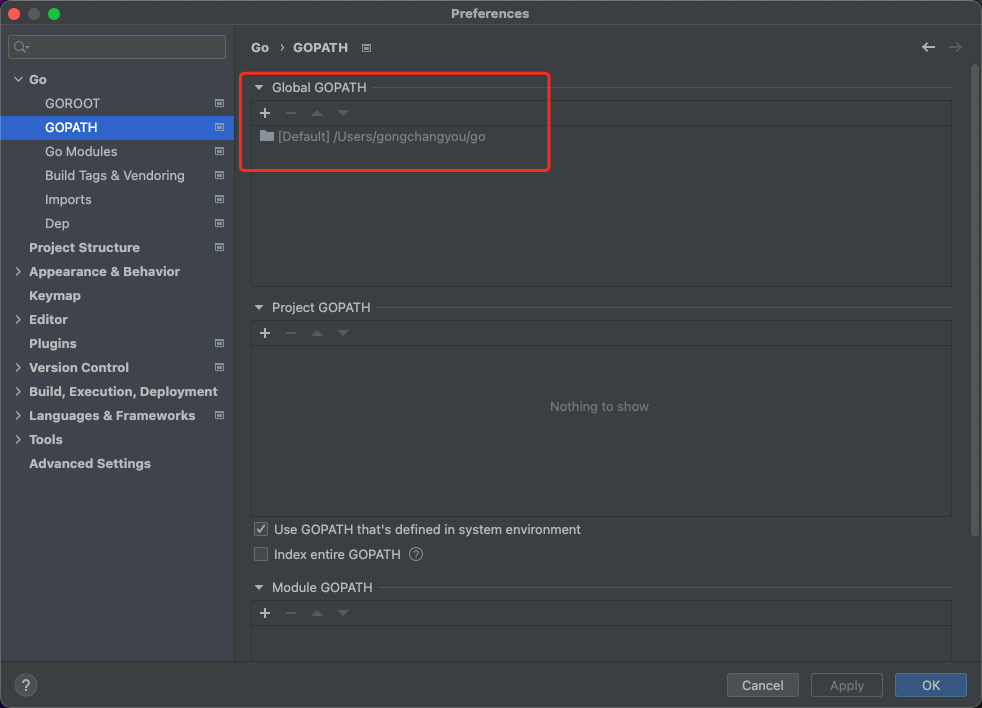 Preferences
Go › GOPATH
Go
GOROOT
GOPATH
Go Modules
Build Tags & Vendoring
Imports
Dep
Project Structure
Appearance & Behavior
Keymap
Editor
Plugins
Version Control
Build, Execution, Deployment
Languages & Frameworks
Tools
Advanced Settings
Global GOPATH
[Default] /Users/gongchangyou/go
Project GOPATH
Nothing to show
Use GOPATH that's defined in system environment
Index entire GOPATH ?
Module GOPATH
?
Cancel
Apply
OK